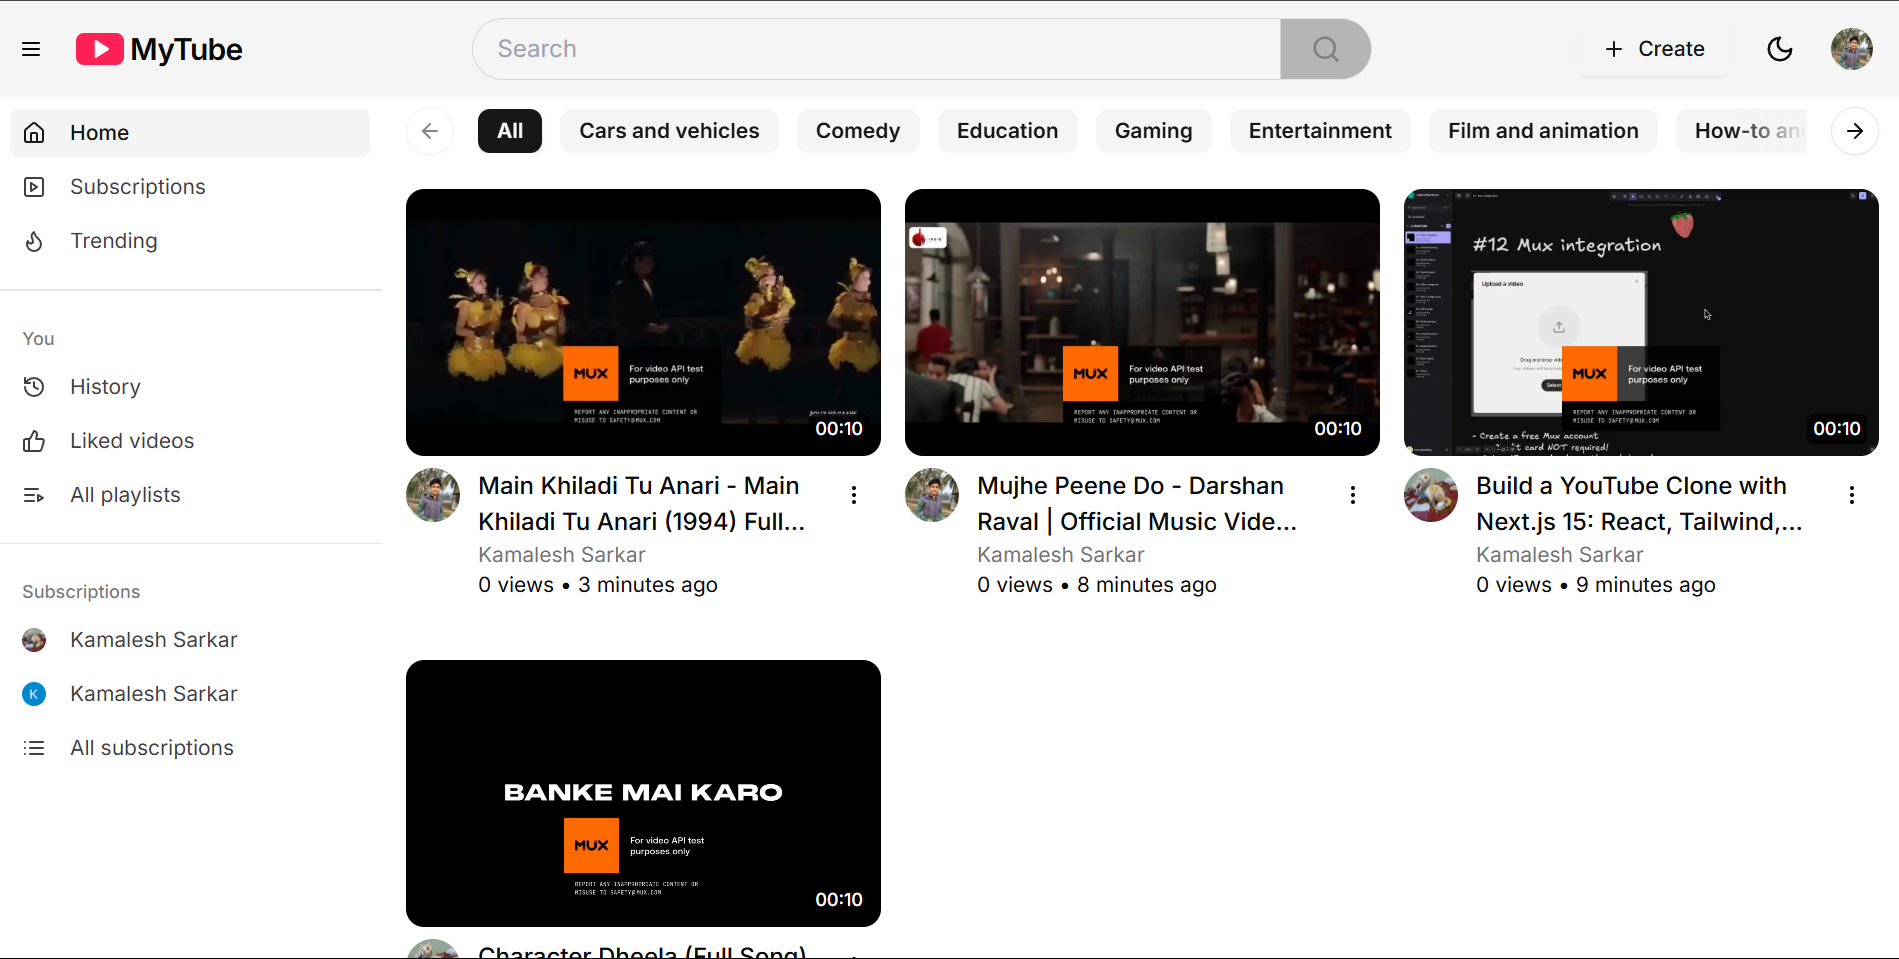 MyTube
Search
Create
Home
Subscriptions
Trending
You
History
Liked videos
All playlists
Subscriptions
Kamalesh Sarkar
K
Kamalesh Sarkar
All subscriptions
All
Cars and vehicles
Comedy
Education
Gaming
Entertainment
Film and animation
How-to an
MUX
For video API test
purposes only
REPORT ANY INAPPROPRIATE CONTENT OR
MISUSE TO SAFETY@MUX.COM
00:10
Main Khiladi Tu Anari - Main
Khiladi Tu Anari (1994) Full...
Kamalesh Sarkar
0 views • 3 minutes ago
MUX
For video API test
purposes only
REPORT ANY INAPPROPRIATE CONTENT OR
MISUSE TO SAFETY@MUX.COM
00:10
Mujhe Peene Do - Darshan
Raval | Official Music Vide...
Kamalesh Sarkar
0 views • 8 minutes ago
#12 Mux integration
Upload a video
Drag and drop vid
Select
MUX
For video API test
purposes only
REPORT ANY INAPPROPRIATE CONTENT OR
MISUSE TO SAFETY@MUX.COM
- Create a free Mux account
card NOT required!
00:10
Build a YouTube Clone with
Next.js 15: React, Tailwind,...
Kamalesh Sarkar
0 views • 9 minutes ago
BANKE MAI KARO
MUX
For video API test
purposes only
REPORT ANY INAPPROPRIATE CONTENT OR
MISUSE TO SAFETY@MUX.COM
00:10
Character Dheela (Full Song)